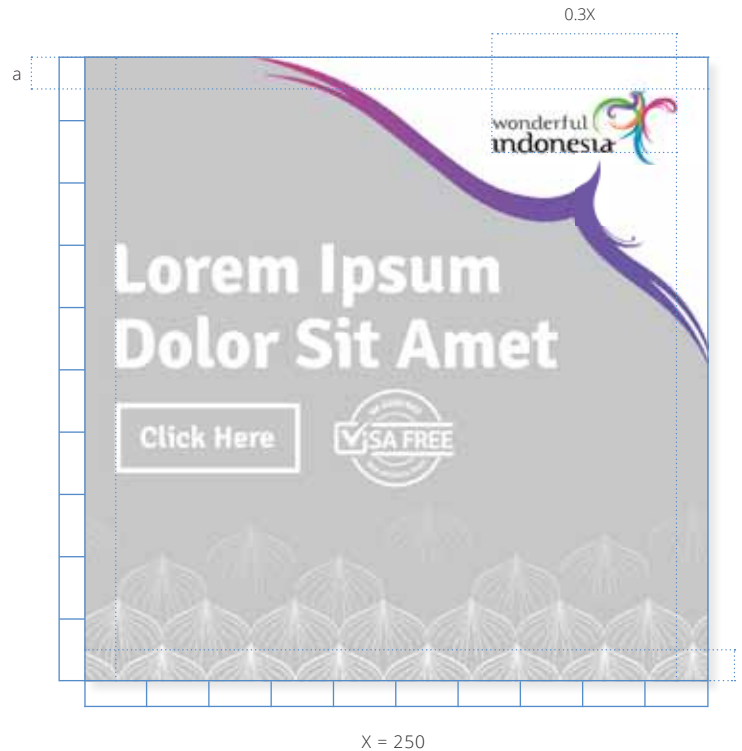 0.3X
a
wonderful
indonesia
Lorem Ipsum
Dolor Sit Amet
Click Here
VISA FREE
X = 250